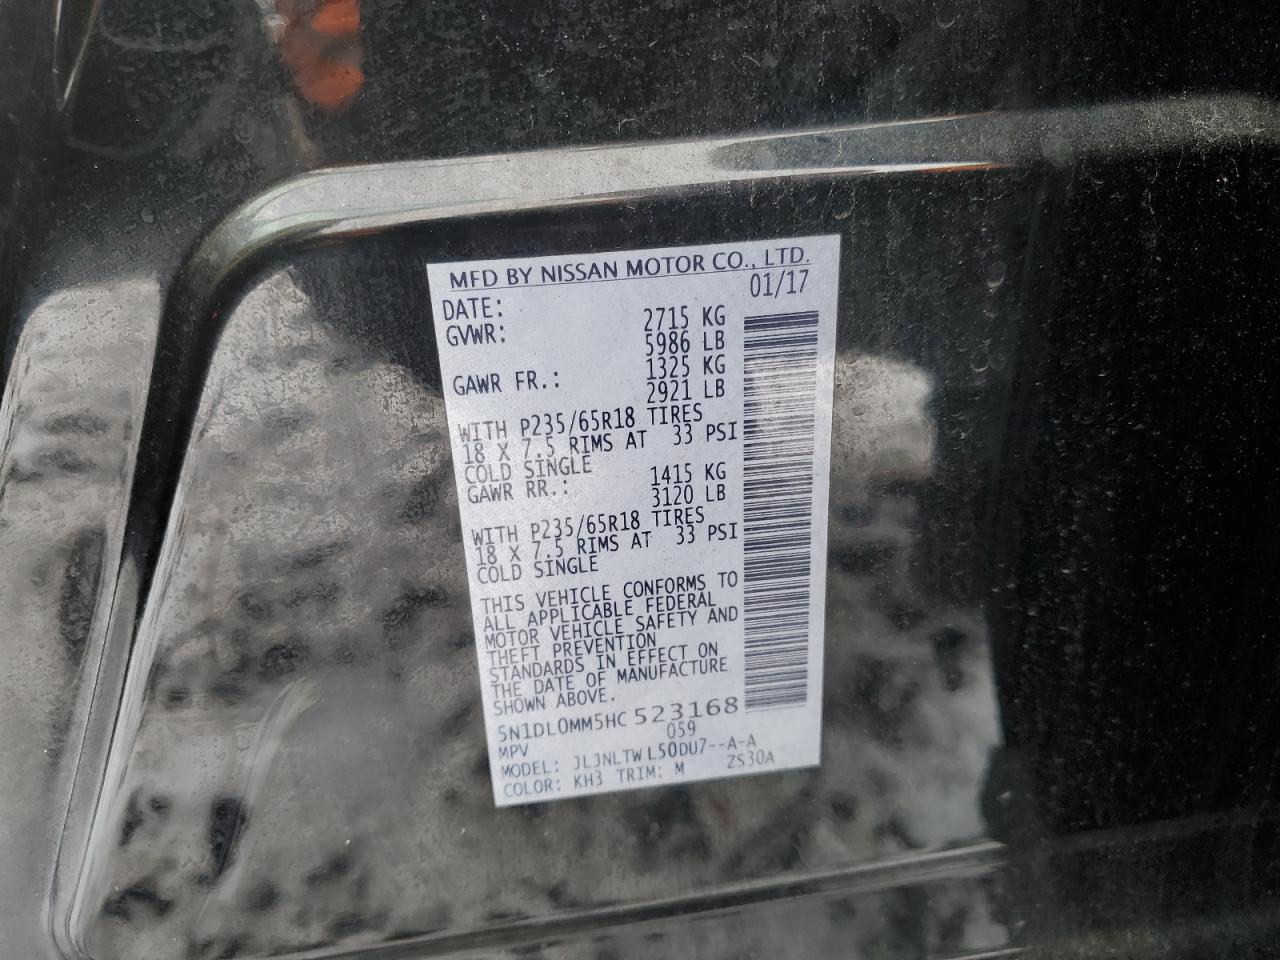 MFD BY NISSAN MOTOR CO., LTD.
DATE: 01/17
GVWR: 2715 KG
5986 LB
GAWR FR.: 1325 KG
2921 LB
WITH P235/65R18 TIRES
18 X 7.5 RIMS AT 33 PSI
COLD SINGLE
GAWR RR.: 1415 KG
3120 LB
WITH P235/65R18 TIRES
18 X 7.5 RIMS AT 33 PSI
COLD SINGLE
THIS VEHICLE CONFORMS TO
ALL APPLICABLE FEDERAL
MOTOR VEHICLE SAFETY AND
THEFT PREVENTION
STANDARDS IN EFFECT ON
THE DATE OF MANUFACTURE
SHOWN ABOVE.
5N1DL0MM5HC 523168
MPV 059
MODEL: JLJNLTW L50DU7--A-A
COLOR: KH3 TRIM: M ZS30A